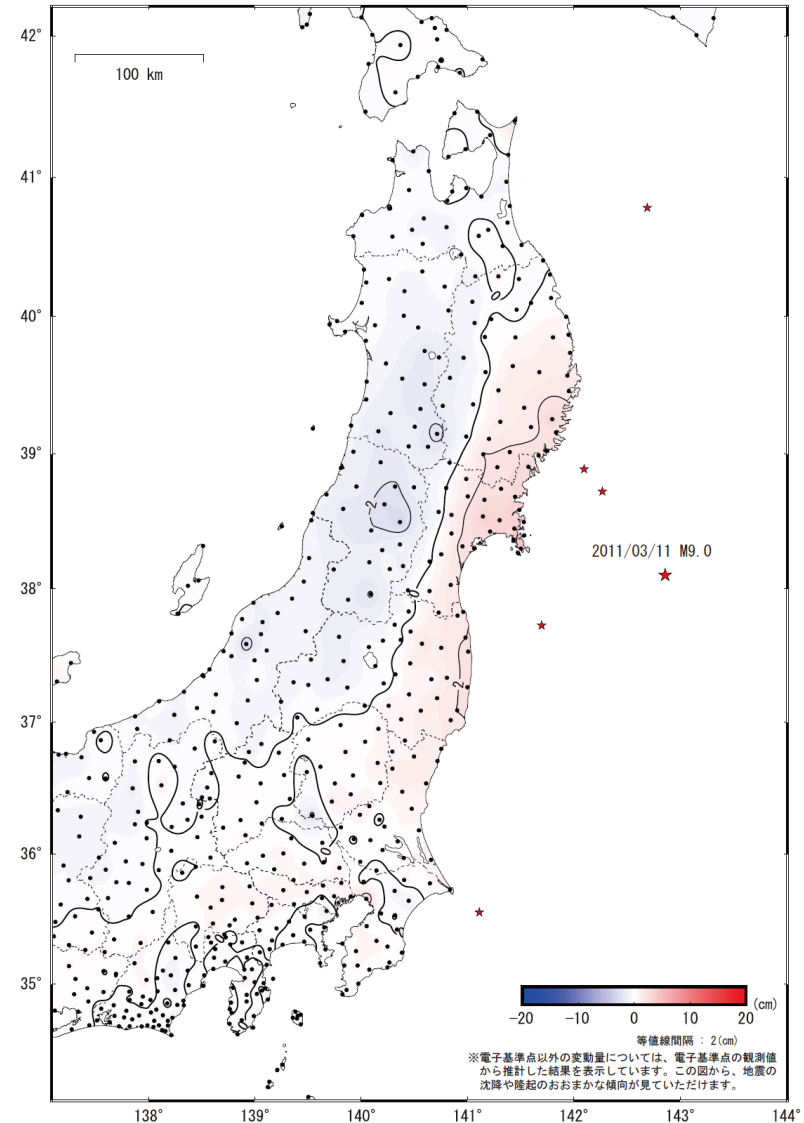 42°
100 km
41°
40°
39°
2
2011/03/11 M9.0
38°
0
2
37°
0
36°
0
35°
-20 -10 0 10 20 (cm)
等値線間隔 : 2(cm)
※電子基準点以外の変動量については、電子基準点の観測値
から推計した結果を表示しています。この図から、地震の
沈降や隆起のおおまかな傾向が見ていただけます。
138° 139° 140° 141° 142° 143° 144°